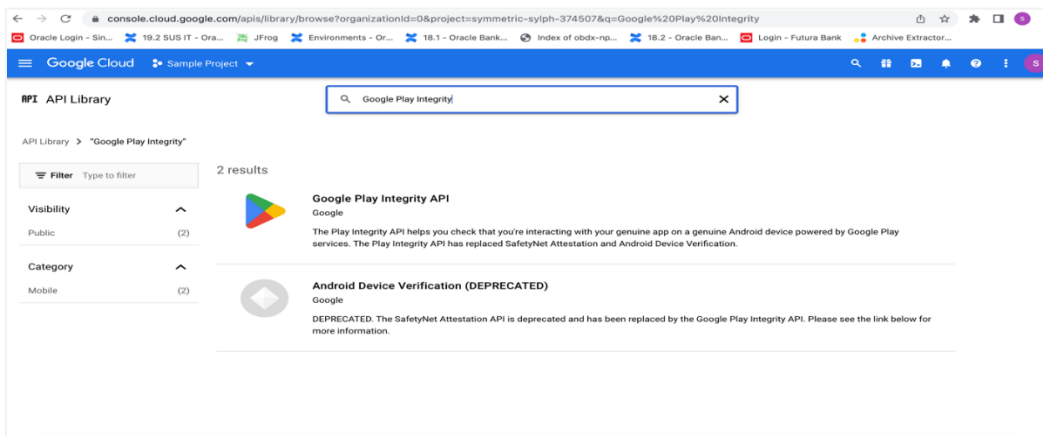 console.cloud.google.com/apis/library/browse?organizationId=0&project=symmetric-sylph-374507&q=Google%20Play%20Integrity
Oracle Login - Sin... 19.2 SUS IT - Ora... JFrog Environments - Or... 18.1 - Oracle Bank... Index of obdx-np... 18.2 - Oracle Ban... Login - Futura Bank Archive Extractor...
Google Cloud Sample Project
S
API API Library
Google Play Integrity
API Library > "Google Play Integrity"
Filter Type to filter
2 results
Visibility
Public (2)
Category
Mobile (2)
Google Play Integrity API
Google
The Play Integrity API helps you check that you're interacting with your genuine app on a genuine Android device powered by Google Play
services. The Play Integrity API has replaced SafetyNet Attestation and Android Device Verification.
Android Device Verification (DEPRECATED)
Google
DEPRECATED. The SafetyNet Attestation API is deprecated and has been replaced by the Google Play Integrity API. Please see the link below for
more information.